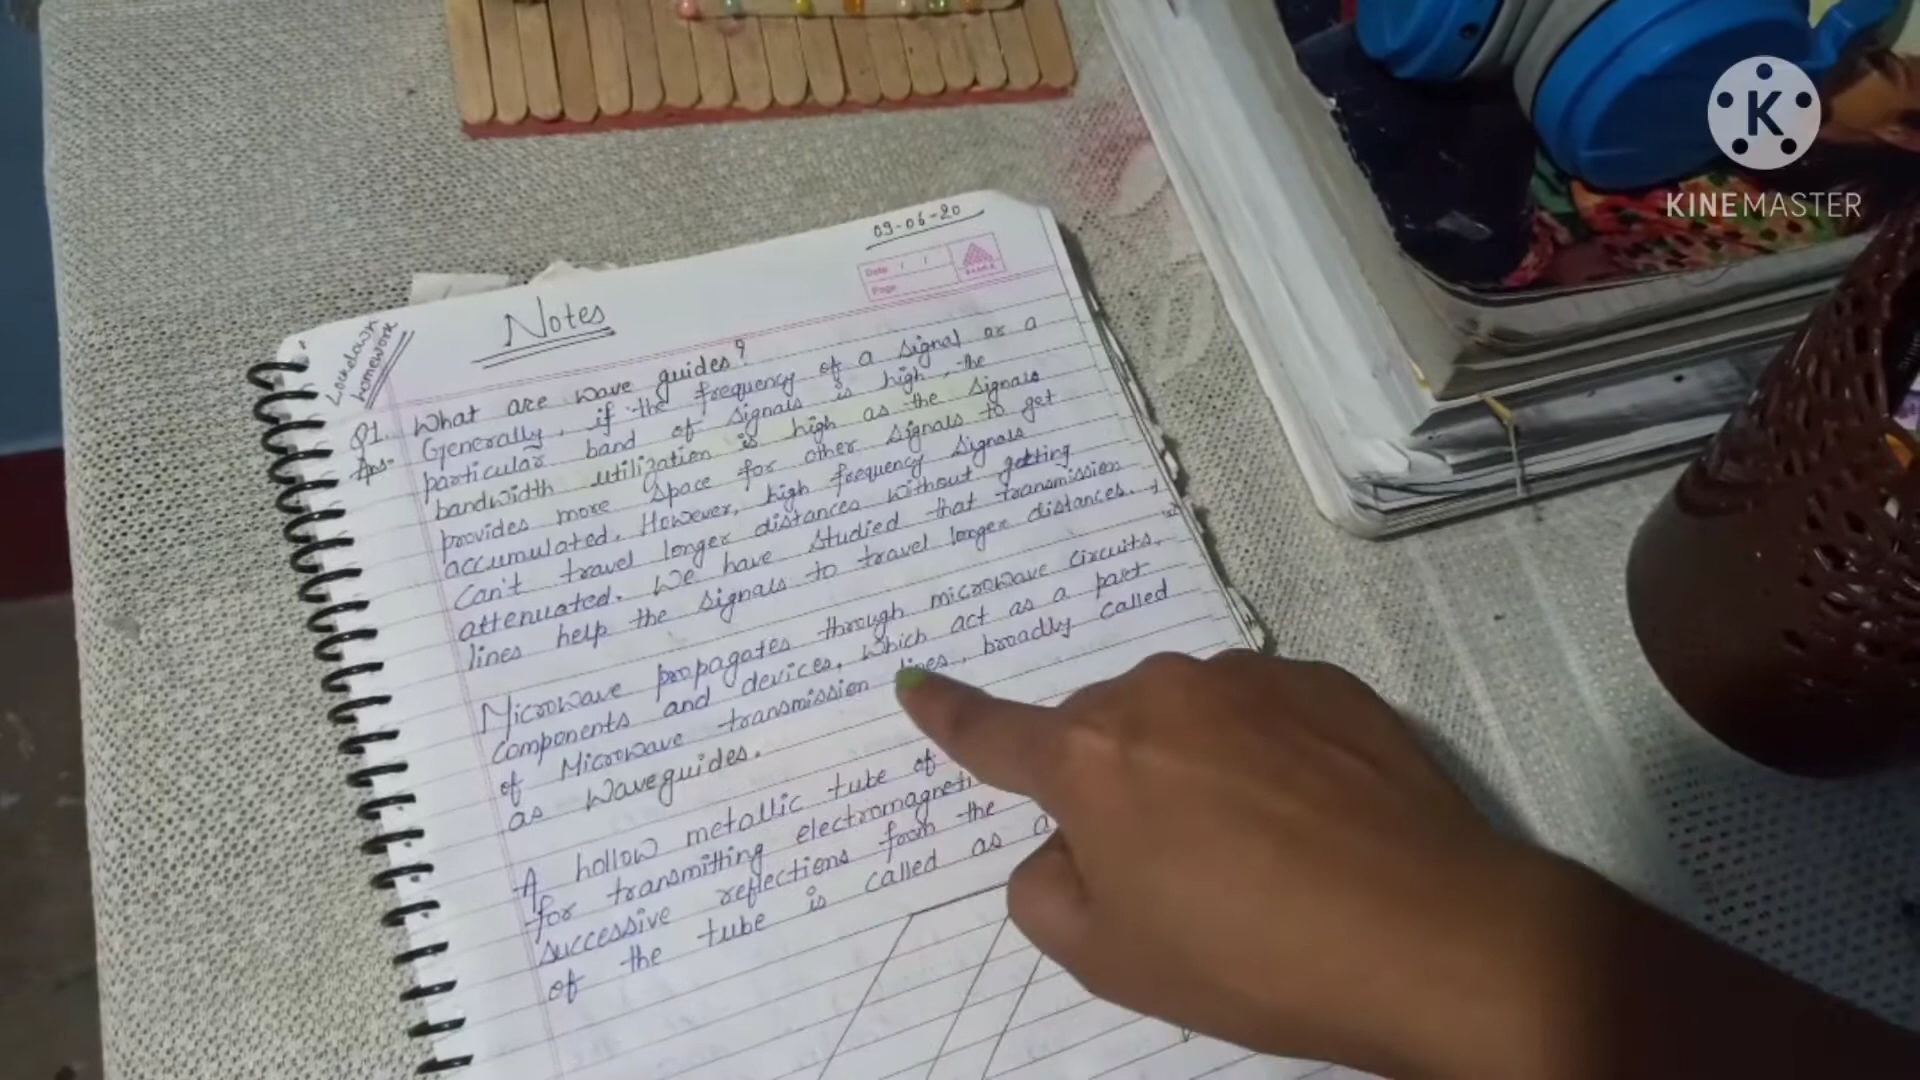 K
KINEMASTER
09-06-20
Date / /
Page
Lockdown
homework
Notes
Q1. What are wave guides?
Ans- Generally, if the frequency of a signal or a
particular band of signals is high, the
bandwidth utilization is high as the signals
provides more space for other signals to get
accumulated. However, high frequency signals
can't travel longer distances without getting
attenuated. We have studied that transmission
lines help the signals to travel longer distances.
Microwave propagates through microwave circuits,
components and devices, which act as a part
of Microwave transmission lines, broadly called
as Waveguides.
A hollow metallic tube of
for transmitting
successive reflections from the
of the tube is called as a